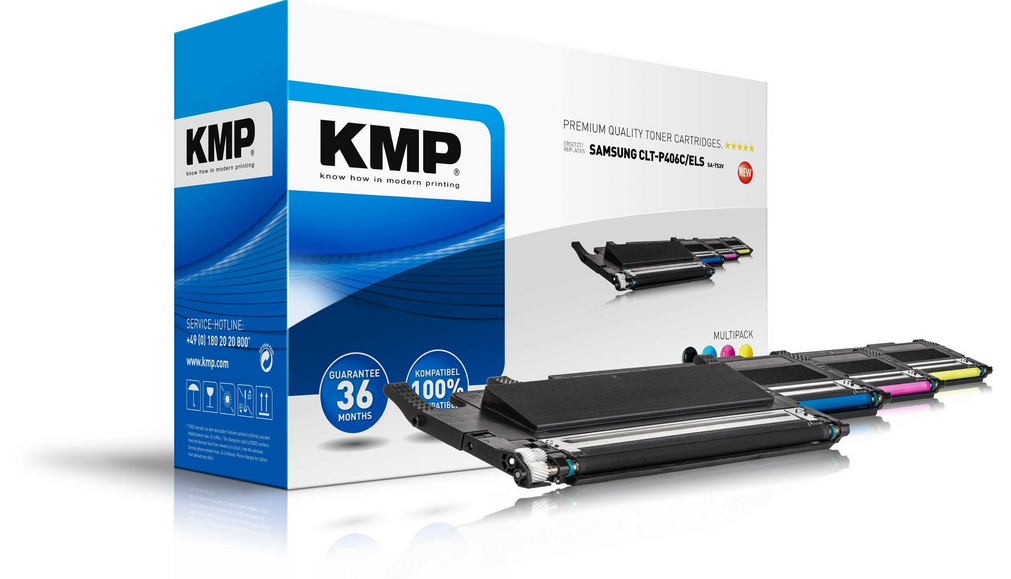 KMP®
know how in modern printing
SERVICE-HOTLINE:
+49 (0) 180 20 20 800*
www.kmp.com
KMP®
know how in modern printing
GUARANTEE
36
MONTHS
KOMPATIBEL
100%
PREMIUM QUALITY TONER CARTRIDGES.
ERSETZT/
REPLACES:
SAMSUNG CLT-P406C/ELS SA-T53V
NEW
MULTIPACK